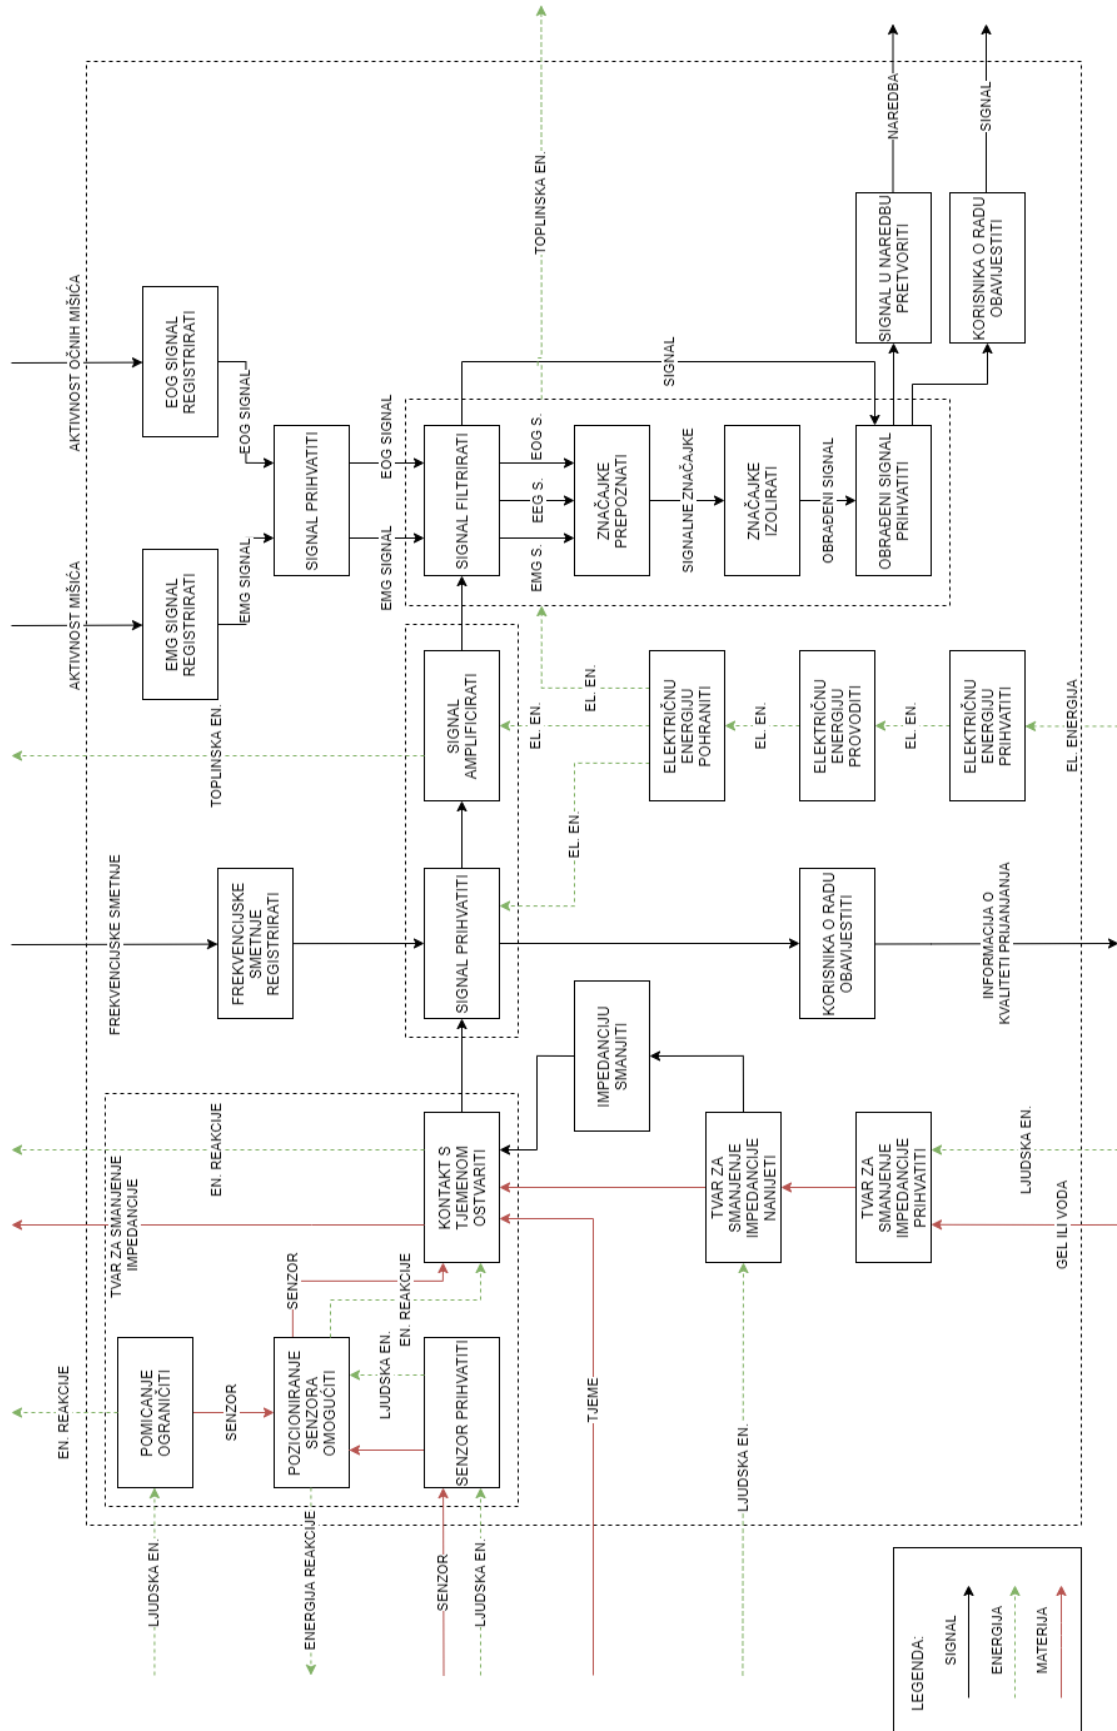 EN. REAKCIJE
LJUDSKA EN.
POMICANJE
OGRANIČITI
TVAR ZA SMANJENJE
IMPEDANCIJE
FREKVENCIJSKE SMETNJE
AKTIVNOST MIŠIĆA
AKTIVNOST OČNIH MIŠIĆA
EMG SIGNAL
REGISTRIRATI
EOG SIGNAL
REGISTRIRATI
SENZOR
EN. REAKCIJE
TOPLINSKA EN.
FREKVENCIJSKE
SMETNJE
REGISTRIRATI
EMG SIGNAL
EOG SIGNAL
ENERGIJA REAKCIJE
POZICIONIRANJE
SENZORA
OMOGUĆITI
SENZOR
SIGNAL PRIHVATITI
LJUDSKA EN.
EN. REAKCIJE
EMG SIGNAL
EOG SIGNAL
SENZOR
LJUDSKA EN.
SENZOR PRIHVATITI
KONTAKT S
TJEMENOM
OSTVARITI
SIGNAL PRIHVATITI
SIGNAL
AMPLIFICIRATI
SIGNAL FILTRIRATI
EL. EN.
EMG S.
EEG S.
EOG S.
TOPLINSKA EN.
TJEME
IMPEDANCIJU
SMANJITI
EL. EN.
EL. EN.
ZNAČAJKE
PREPOZNATI
ELEKTRIČNU
ENERGIJU
POHRANITI
SIGNALNE ZNAČAJKE
SIGNAL
LJUDSKA EN.
TVAR ZA
SMANJENJE
IMPEDANCIJE
NANIJETI
EL. EN.
ZNAČAJKE
IZOLIRATI
KORISNIKA O RADU
OBAVIJESTITI
ELEKTRIČNU
ENERGIJU
PROVODITI
OBRAĐENI SIGNAL
TVAR ZA
SMANJENJE
IMPEDANCIJE
PRIHVATITI
EL. EN.
OBRAĐENI SIGNAL
PRIHVATITI
SIGNAL U NAREDBU
PRETVORITI
NAREDBA
ELEKTRIČNU
ENERGIJU
PRIHVATITI
KORISNIKA O RADU
OBAVIJESTITI
SIGNAL
INFORMACIJA O
KVALITETI PRIJANJANJA
LJUDSKA EN.
GEL ILI VODA
EL. ENERGIJA
LEGENDA:
SIGNAL
ENERGIJA
MATERIJA